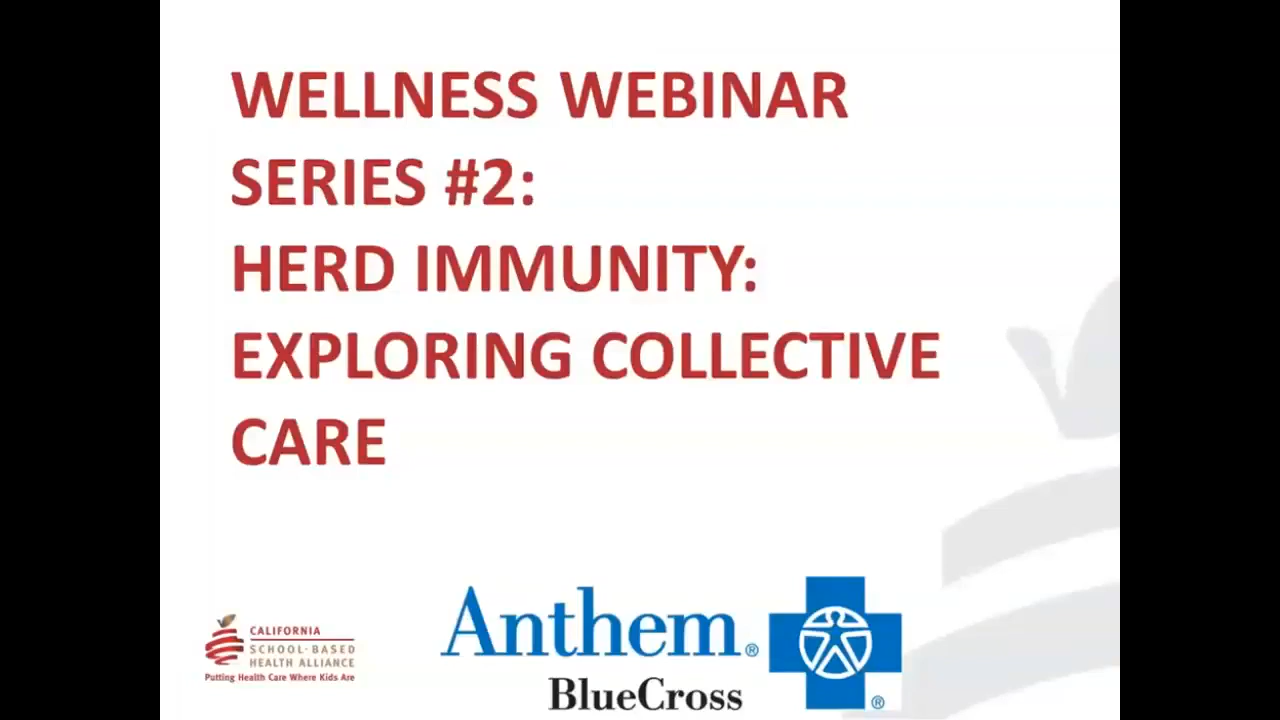 WELLNESS WEBINAR
SERIES #2:
HERD IMMUNITY:
EXPLORING COLLECTIVE
CARE
CALIFORNIA
SCHOOL-BASED
HEALTH ALLIANCE
Putting Health Care Where Kids Are
Anthem®
BlueCross
®